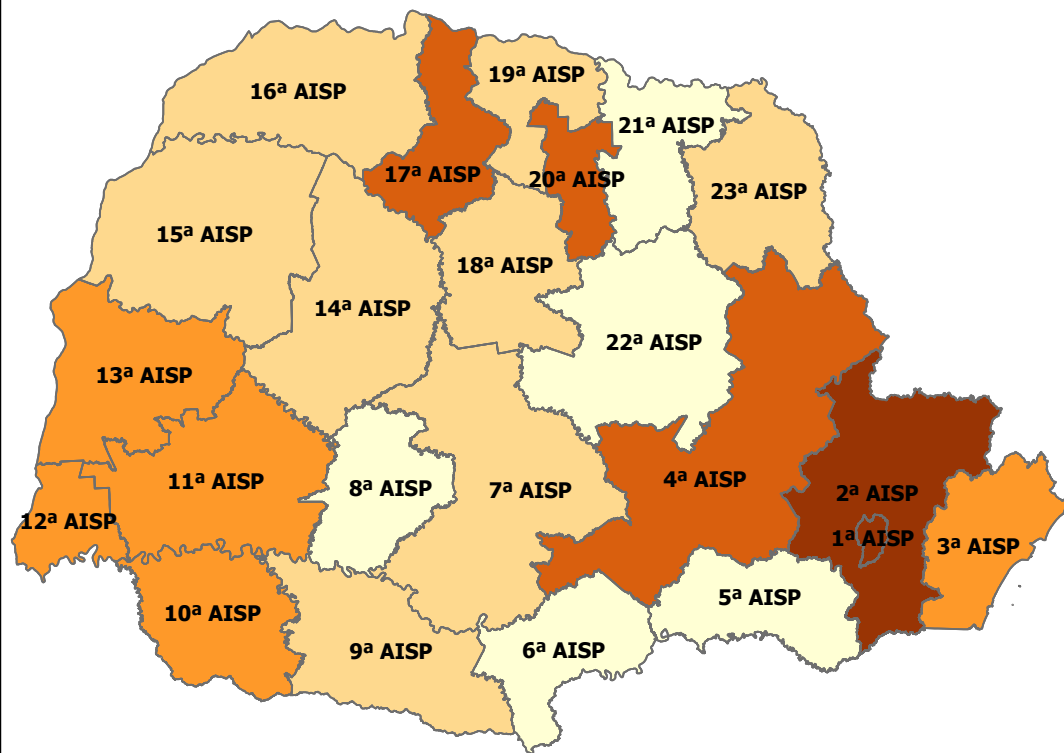 19ª AISP
16ª AISP
21ª AISP
17ª AISP
20ª AISP
23ª AISP
15ª AISP
18ª AISP
14ª AISP
22ª AISP
13ª AISP
11ª AISP
8ª AISP
7ª AISP
4ª AISP
2ª AISP
12ª AISP
1ª AISP
3ª AISP
5ª AISP
10ª AISP
9ª AISP
6ª AISP